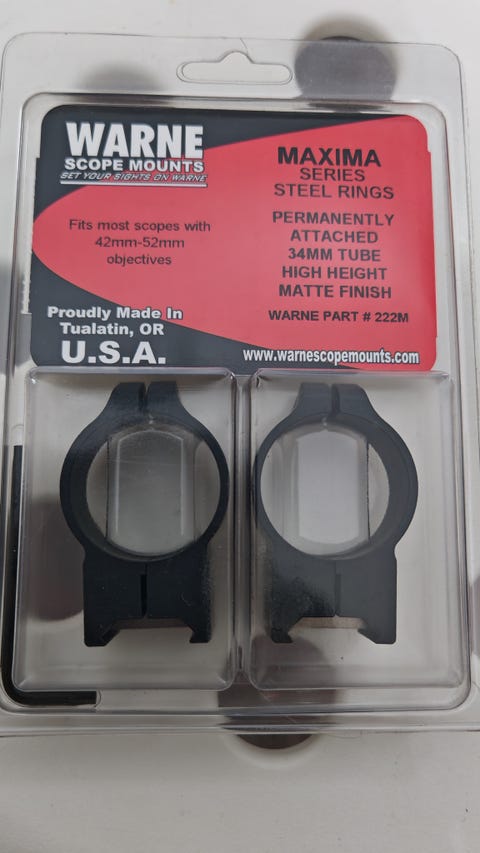 WARNE
SCOPE MOUNTS
SET YOUR SIGHTS ON WARNE
MAXIMA
SERIES
STEEL RINGS
Fits most scopes with
42mm-52mm
objectives
PERMANENTLY
ATTACHED
34MM TUBE
HIGH HEIGHT
MATTE FINISH
WARNE PART # 222M
Proudly Made In
Tualatin, OR
U.S.A.
www.warnescopemounts.com